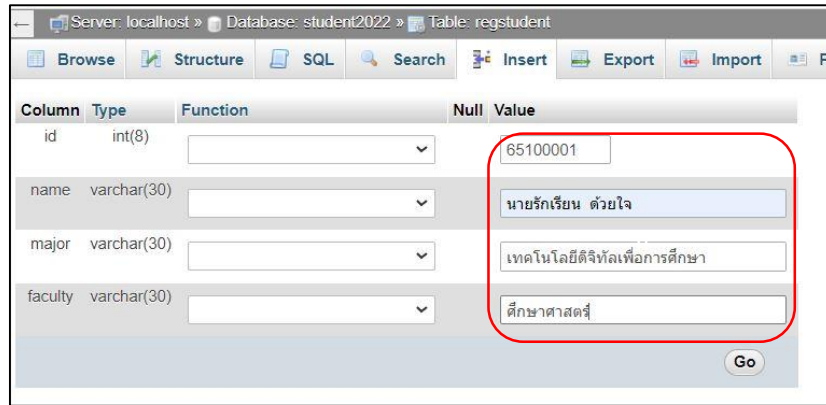 Server: localhost » Database: student2022 » Table: regstudent
Browse Structure SQL Search Insert Export Import
Column Type Function Null Value
id int(8) 65100001
name varchar(30) นายรักเรียน ด้วยใจ
major varchar(30) เทคโนโลยีดิจิทัลเพื่อการศึกษา
faculty varchar(30) ศึกษาศาสตร์
Go